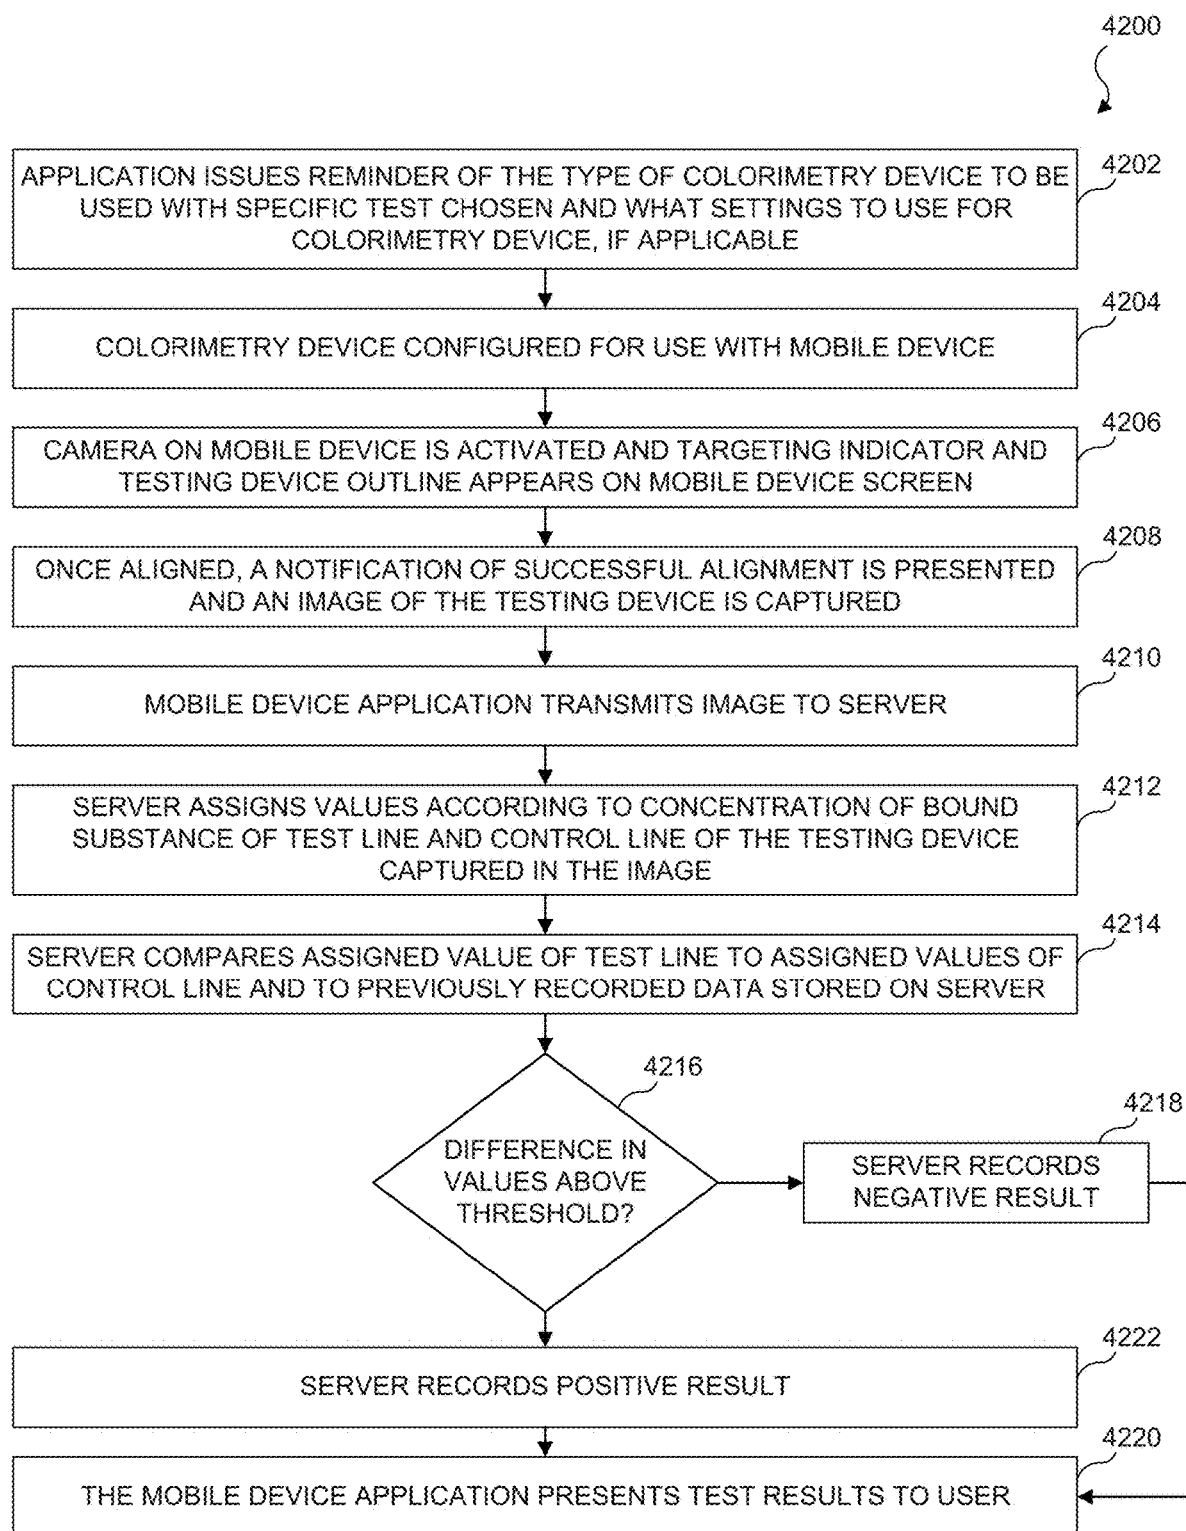 4200
4202
APPLICATION ISSUES REMINDER OF THE TYPE OF COLORIMETRY DEVICE TO BE
USED WITH SPECIFIC TEST CHOSEN AND WHAT SETTINGS TO USE FOR
COLORIMETRY DEVICE, IF APPLICABLE
4204
COLORIMETRY DEVICE CONFIGURED FOR USE WITH MOBILE DEVICE
4206
CAMERA ON MOBILE DEVICE IS ACTIVATED AND TARGETING INDICATOR AND
TESTING DEVICE OUTLINE APPEARS ON MOBILE DEVICE SCREEN
4208
ONCE ALIGNED, A NOTIFICATION OF SUCCESSFUL ALIGNMENT IS PRESENTED
AND AN IMAGE OF THE TESTING DEVICE IS CAPTURED
4210
MOBILE DEVICE APPLICATION TRANSMITS IMAGE TO SERVER
4212
SERVER ASSIGNS VALUES ACCORDING TO CONCENTRATION OF BOUND
SUBSTANCE OF TEST LINE AND CONTROL LINE OF THE TESTING DEVICE
CAPTURED IN THE IMAGE
4214
SERVER COMPARES ASSIGNED VALUE OF TEST LINE TO ASSIGNED VALUES OF
CONTROL LINE AND TO PREVIOUSLY RECORDED DATA STORED ON SERVER
4216
DIFFERENCE IN
VALUES ABOVE
THRESHOLD?
4218
SERVER RECORDS
NEGATIVE RESULT
4222
SERVER RECORDS POSITIVE RESULT
4220
THE MOBILE DEVICE APPLICATION PRESENTS TEST RESULTS TO USER